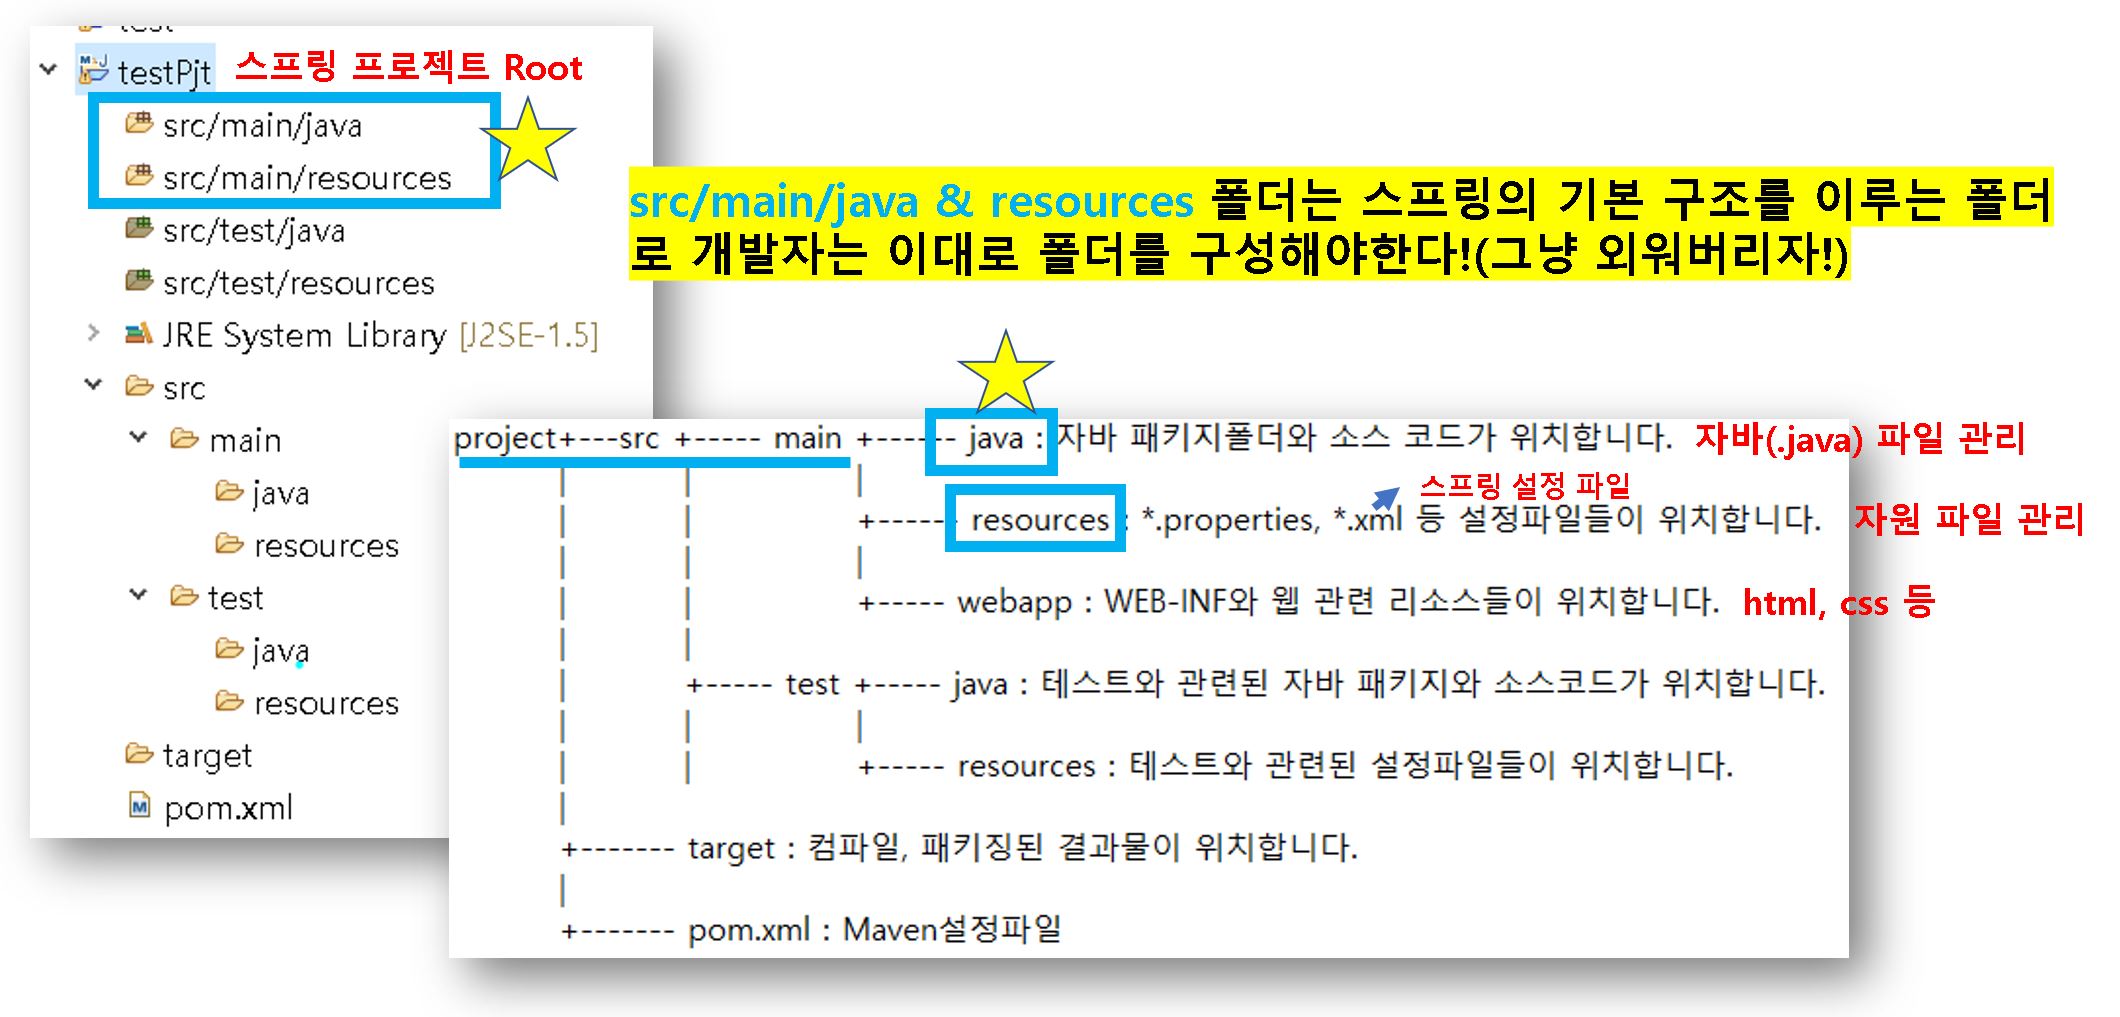 testPjt 스프링 프로젝트 Root
src/main/java
src/main/resources
src/test/java
src/test/resources
JRE System Library [J2SE-1.5]
src
main
java
resources
test
java
resources
target
pom.xml
src/main/java & resources 폴더는 스프링의 기본 구조를 이루는 폴더
로 개발자는 이대로 폴더를 구성해야한다!(그냥 외워버리자!)
project+---src +----- main +------ java : 자바 패키지폴더와 소스 코드가 위치합니다. 자바(.java) 파일 관리
스프링 설정 파일
+------ resources : *.properties, *.xml 등 설정파일들이 위치합니다. 자원 파일 관리
+----- webapp : WEB-INF와 웹 관련 리소스들이 위치합니다. html, css 등
+----- test +----- java : 테스트와 관련된 자바 패키지와 소스코드가 위치합니다.
+----- resources : 테스트와 관련된 설정파일들이 위치합니다.
+------- target : 컴파일, 패키징된 결과물이 위치합니다.
+------- pom.xml : Maven설정파일